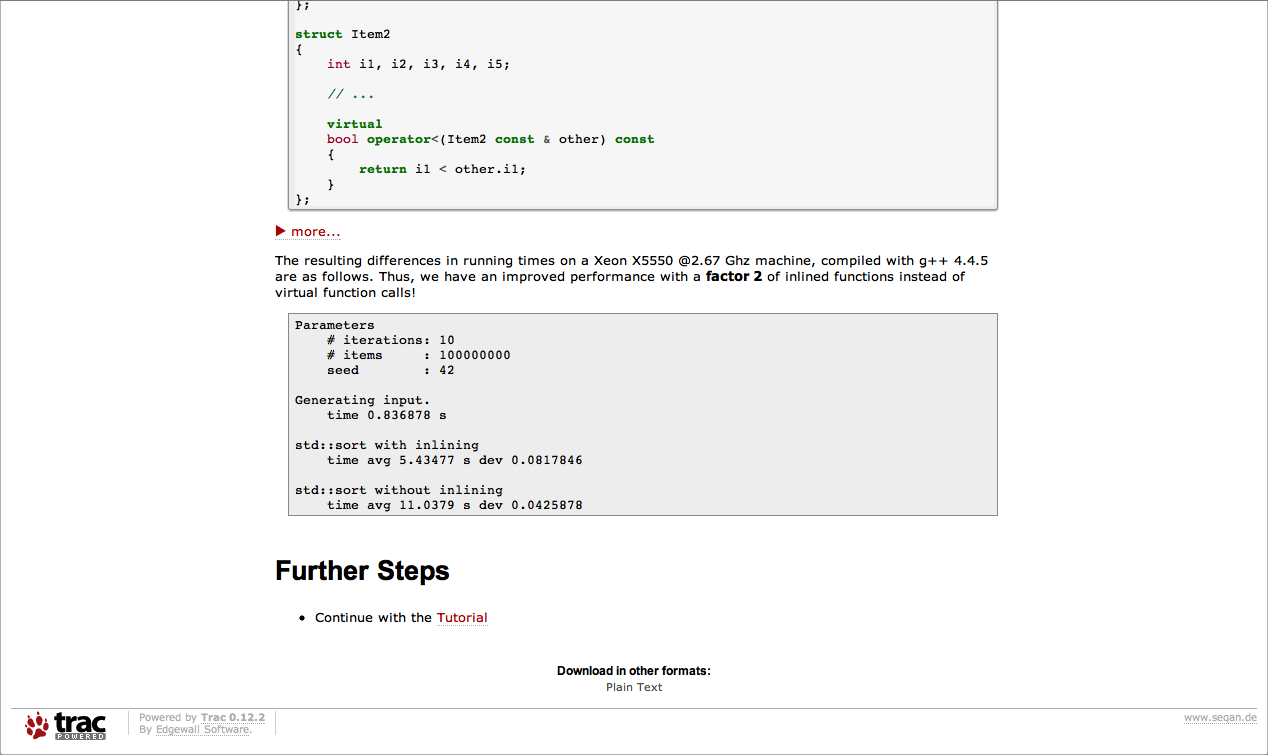 };
struct Item2
{
int i1, i2, i3, i4, i5;
// ...
virtual
bool operator<(Item2 const & other) const
{
return i1 < other.i1;
}
};
more...
The resulting differences in running times on a Xeon X5550 @2.67 Ghz machine, compiled with g++ 4.4.5
are as follows. Thus, we have an improved performance with a factor 2 of inlined functions instead of
virtual function calls!
Parameters
# iterations: 10
# items : 100000000
seed : 42
Generating input.
time 0.836878 s
std::sort with inlining
time avg 5.43477 s dev 0.0817846
std::sort without inlining
time avg 11.0379 s dev 0.0425878
Further Steps
• Continue with the Tutorial
Download in other formats:
Plain Text
trac
POWERED
Powered by Trac 0.12.2
By Edgewall Software.
www.seqan.de